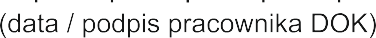 (data / podpis pracownika DOK)